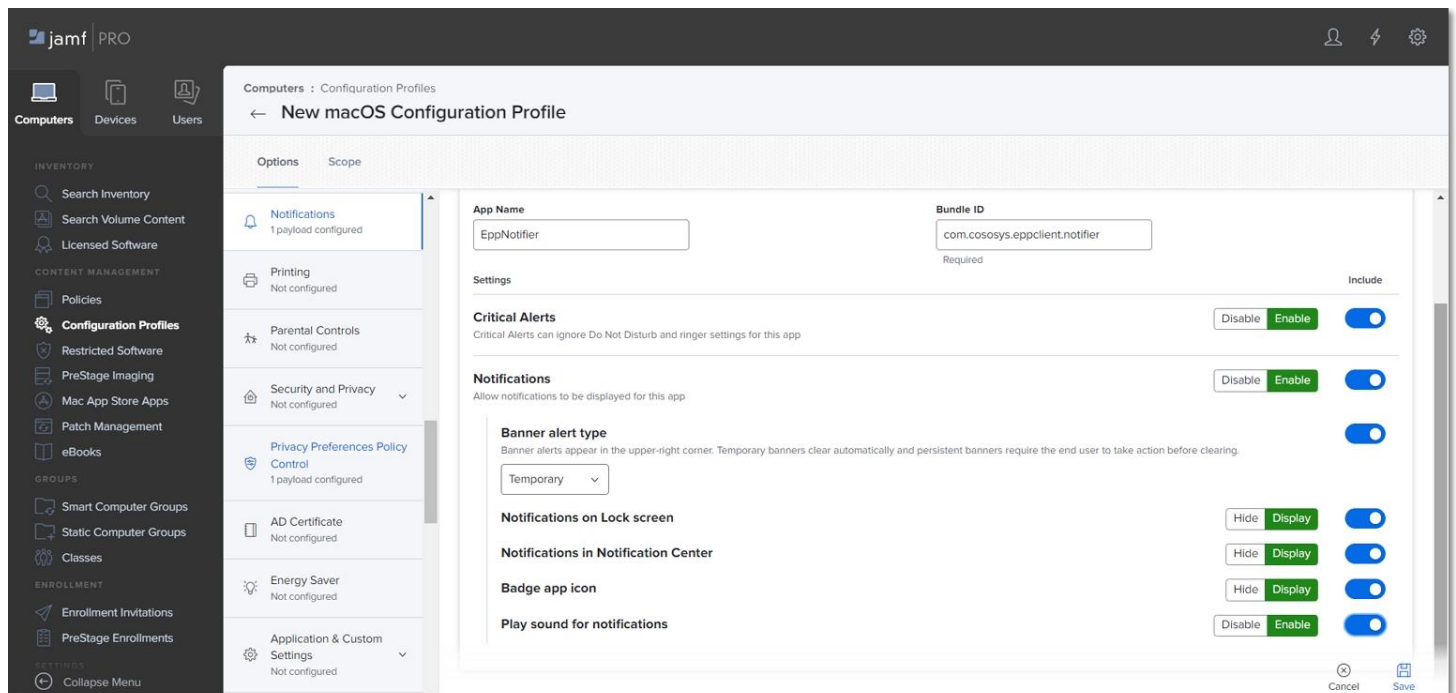 jamf PRO
Computers
Devices
Users
INVENTORY
Search Inventory
Search Volume Content
Licensed Software
CONTENT MANAGEMENT
Policies
Configuration Profiles
Restricted Software
PreStage Imaging
Mac App Store Apps
Patch Management
eBooks
GROUPS
Smart Computer Groups
Static Computer Groups
Classes
ENROLLMENT
Enrollment Invitations
PreStage Enrollments
SETTINGS
Collapse Menu
Computers : Configuration Profiles
← New macOS Configuration Profile
Options Scope
Notifications
1 payload configured
Printing
Not configured
Parental Controls
Not configured
Security and Privacy
Not configured
Privacy Preferences Policy
Control
1 payload configured
AD Certificate
Not configured
Energy Saver
Not configured
Application & Custom
Settings
Not configured
App Name Bundle ID
EppNotifier com.cososys.eppclient.notifier
Required
Settings Include
Critical Alerts Disable Enable
Critical Alerts can ignore Do Not Disturb and ringer settings for this app
Notifications Disable Enable
Allow notifications to be displayed for this app
Banner alert type
Banner alerts appear in the upper-right corner. Temporary banners clear automatically and persistent banners require the end user to take action before clearing.
Temporary
Notifications on Lock screen Hide Display
Notifications in Notification Center Hide Display
Badge app icon Hide Display
Play sound for notifications Disable Enable
Cancel Save